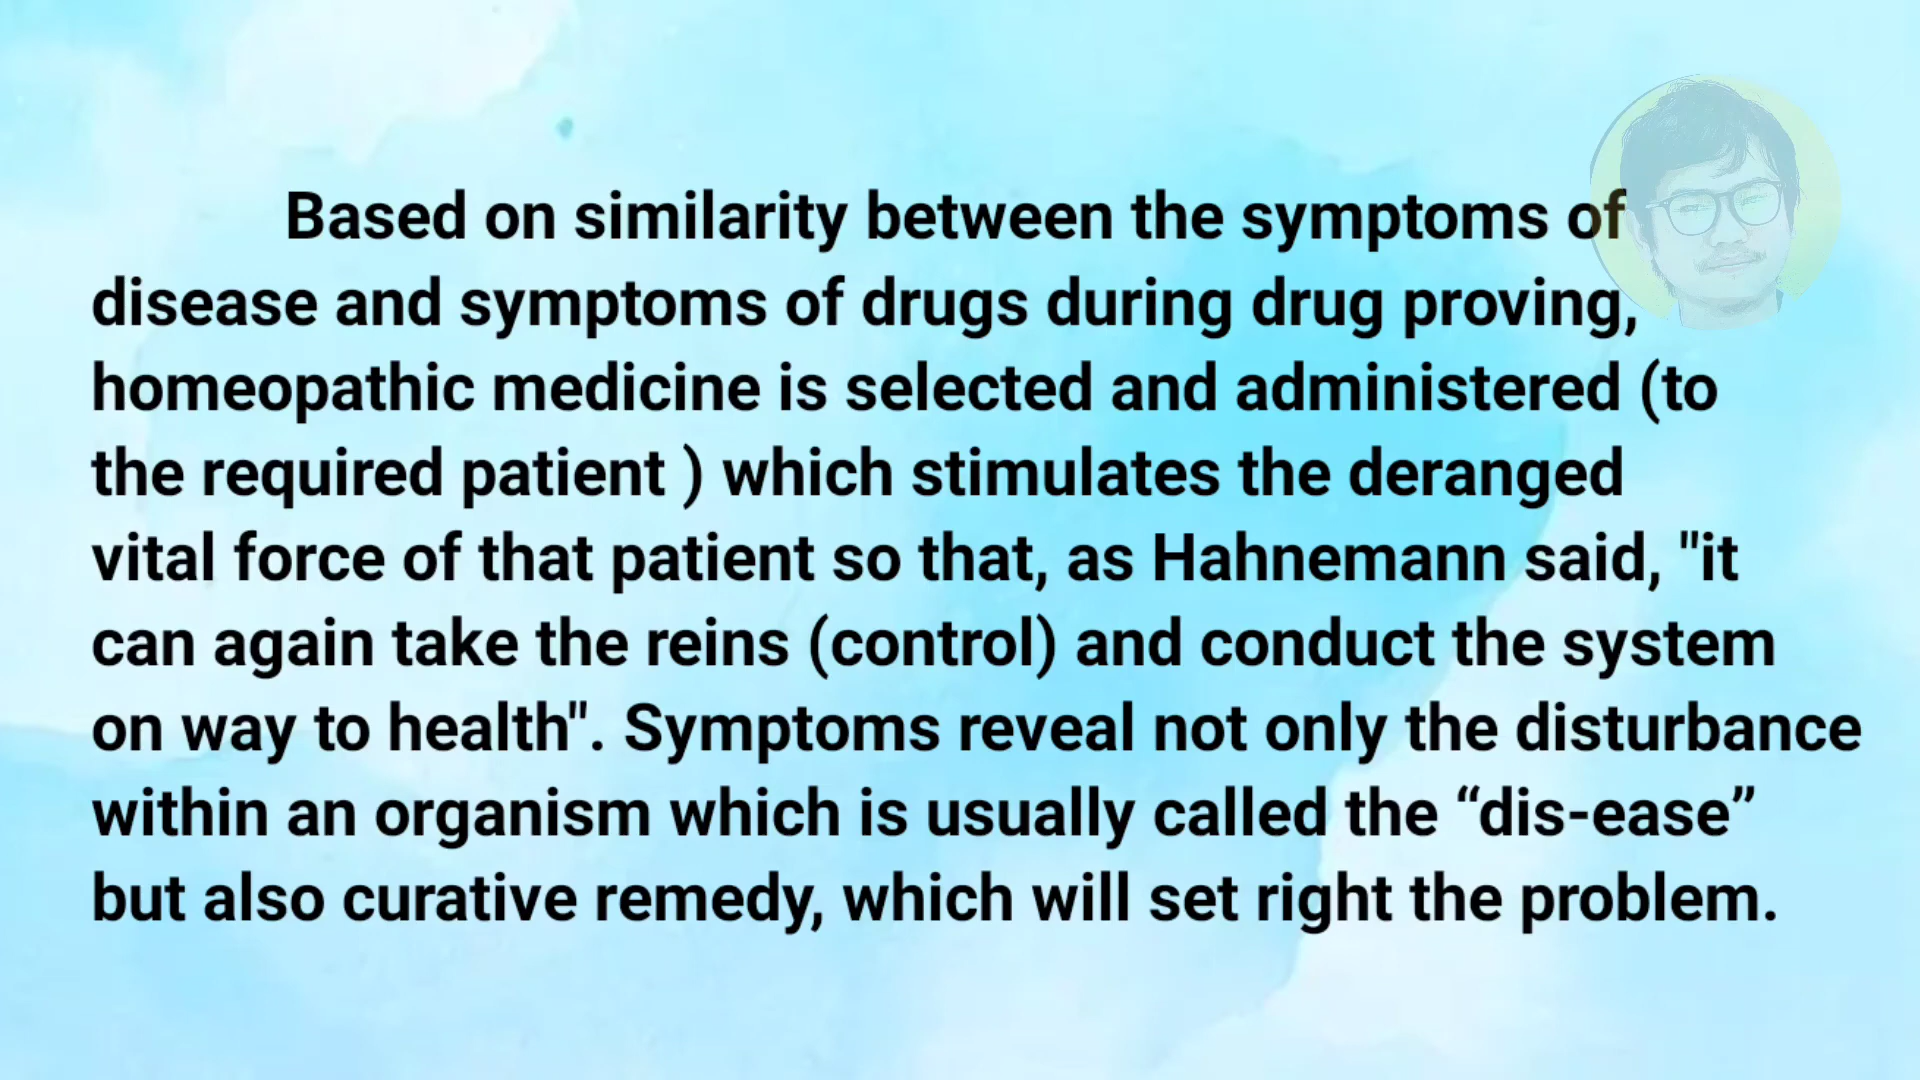 Based on similarity between the symptoms of
disease and symptoms of drugs during drug proving,
homeopathic medicine is selected and administered (to
the required patient ) which stimulates the deranged
vital force of that patient so that, as Hahnemann said, "it
can again take the reins (control) and conduct the system
on way to health". Symptoms reveal not only the disturbance
within an organism which is usually called the “dis-ease”
but also curative remedy, which will set right the problem.